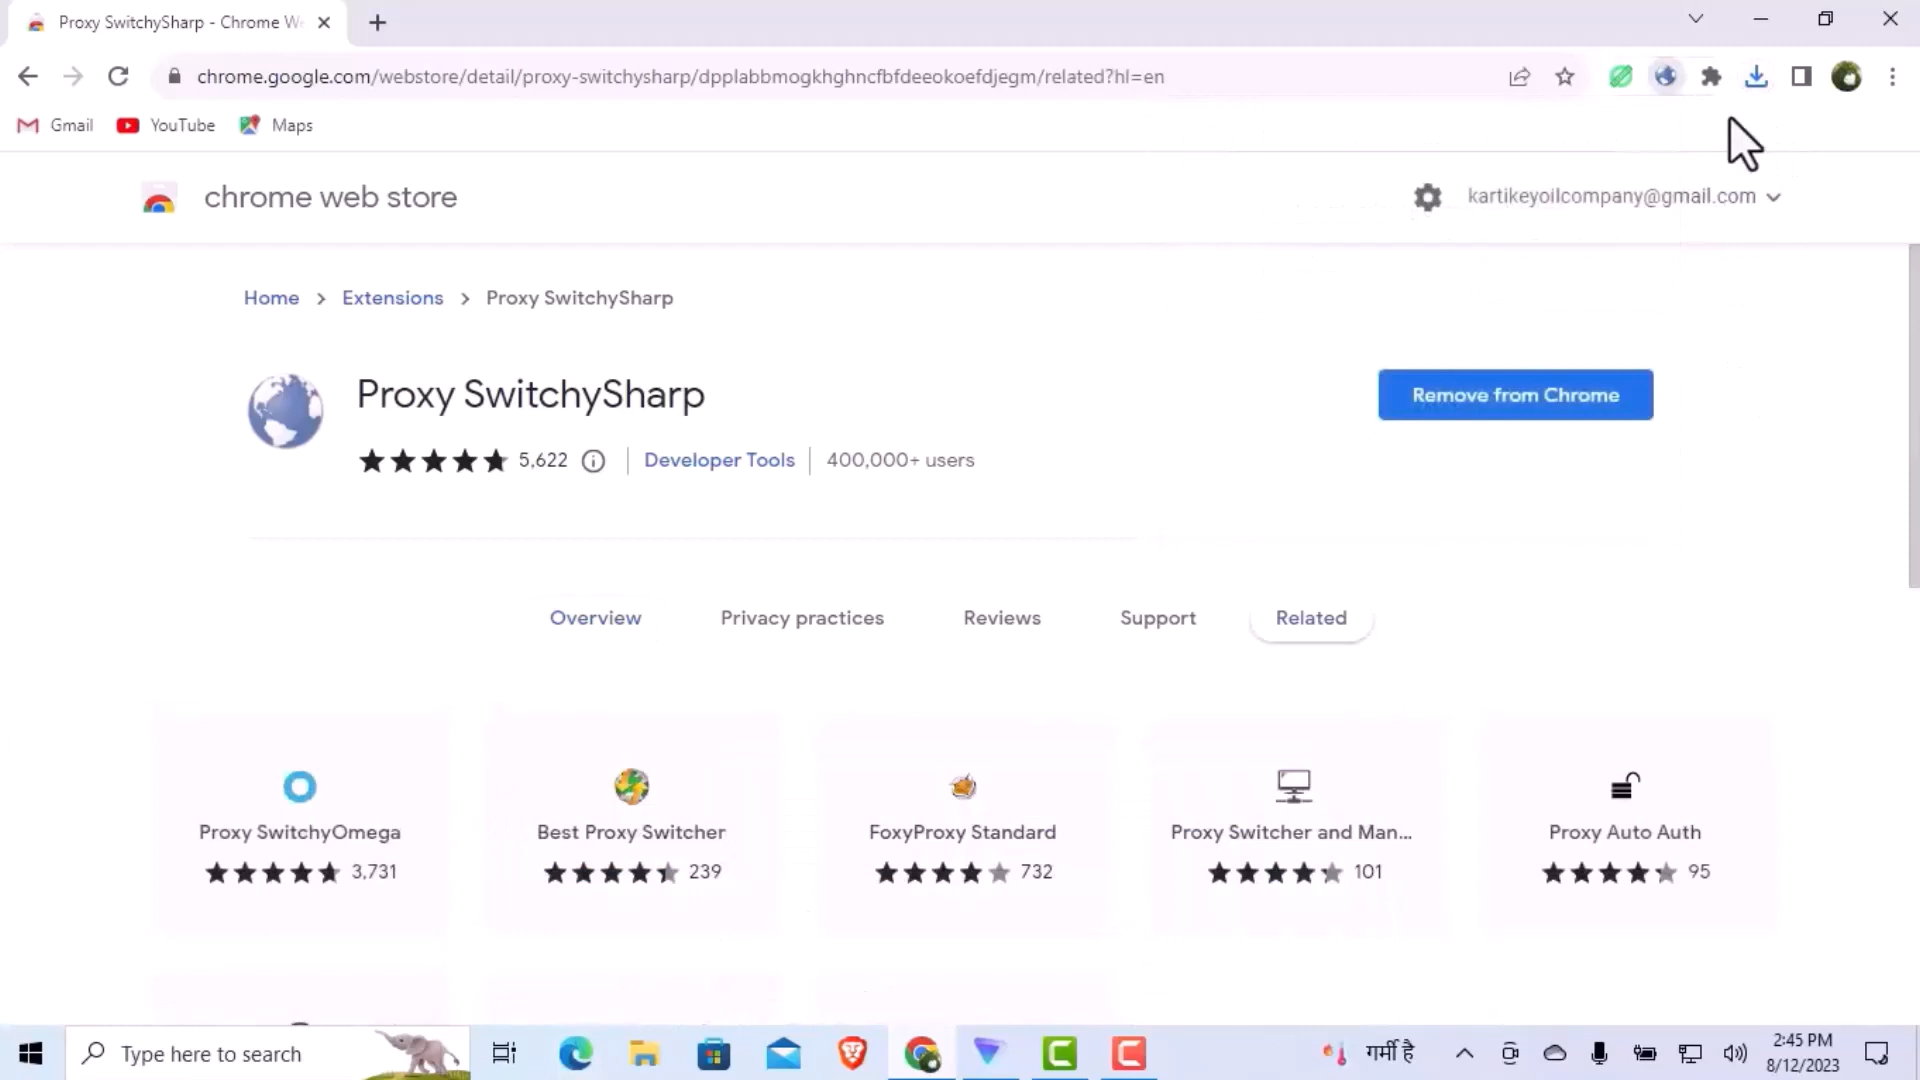 Proxy SwitchySharp - Chrome We
chrome.google.com/webstore/detail/proxy-switchysharp/dpplabbmogkhghncfbfdeeokoefdjegm/related?hl=en
Gmail YouTube Maps
chrome web store
kartikeyoilcompany@gmail.com
Home > Extensions > Proxy SwitchySharp
Proxy SwitchySharp
Remove from Chrome
5,622 Developer Tools 400,000+ users
Overview Privacy practices Reviews Support Related
Proxy SwitchyOmega Best Proxy Switcher FoxyProxy Standard Proxy Switcher and Man... Proxy Auto Auth
3,731 239 732 101 95
Type here to search
गर्मी है
2:45 PM
8/12/2023